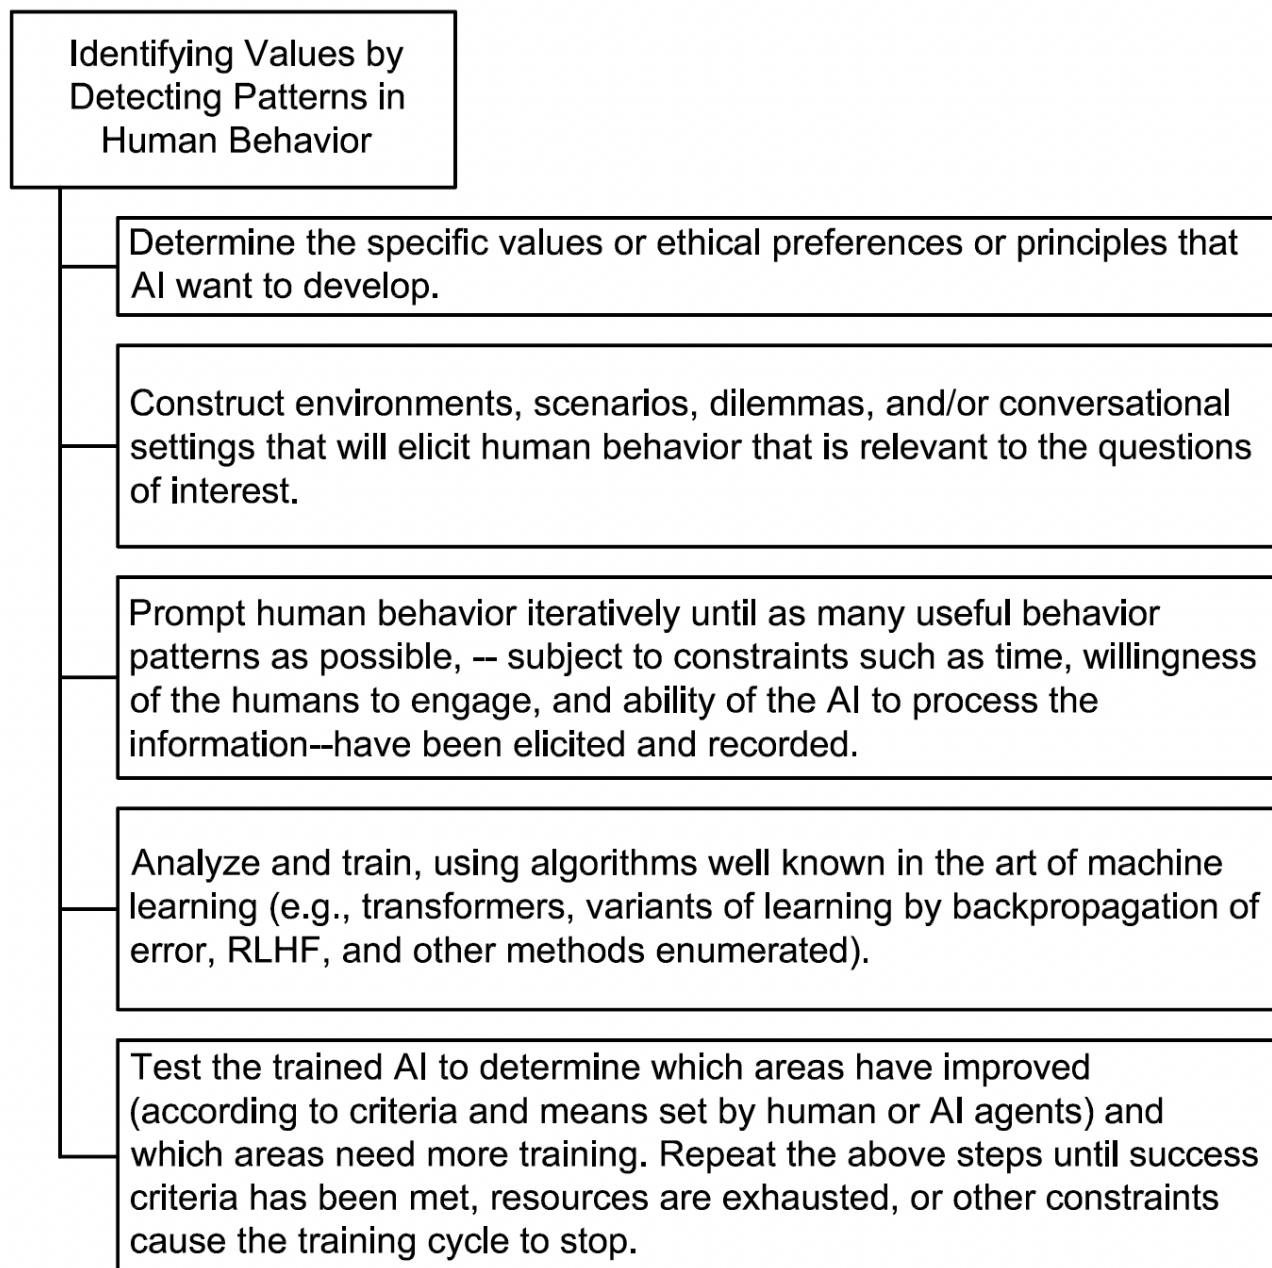 Identifying Values by
Detecting Patterns in
Human Behavior
Determine the specific values or ethical preferences or principles that
AI want to develop.
Construct environments, scenarios, dilemmas, and/or conversational
settings that will elicit human behavior that is relevant to the questions
of interest.
Prompt human behavior iteratively until as many useful behavior
patterns as possible, -- subject to constraints such as time, willingness
of the humans to engage, and ability of the AI to process the
information--have been elicited and recorded.
Analyze and train, using algorithms well known in the art of machine
learning (e.g., transformers, variants of learning by backpropagation of
error, RLHF, and other methods enumerated).
Test the trained AI to determine which areas have improved
(according to criteria and means set by human or AI agents) and
which areas need more training. Repeat the above steps until success
criteria has been met, resources are exhausted, or other constraints
cause the training cycle to stop.